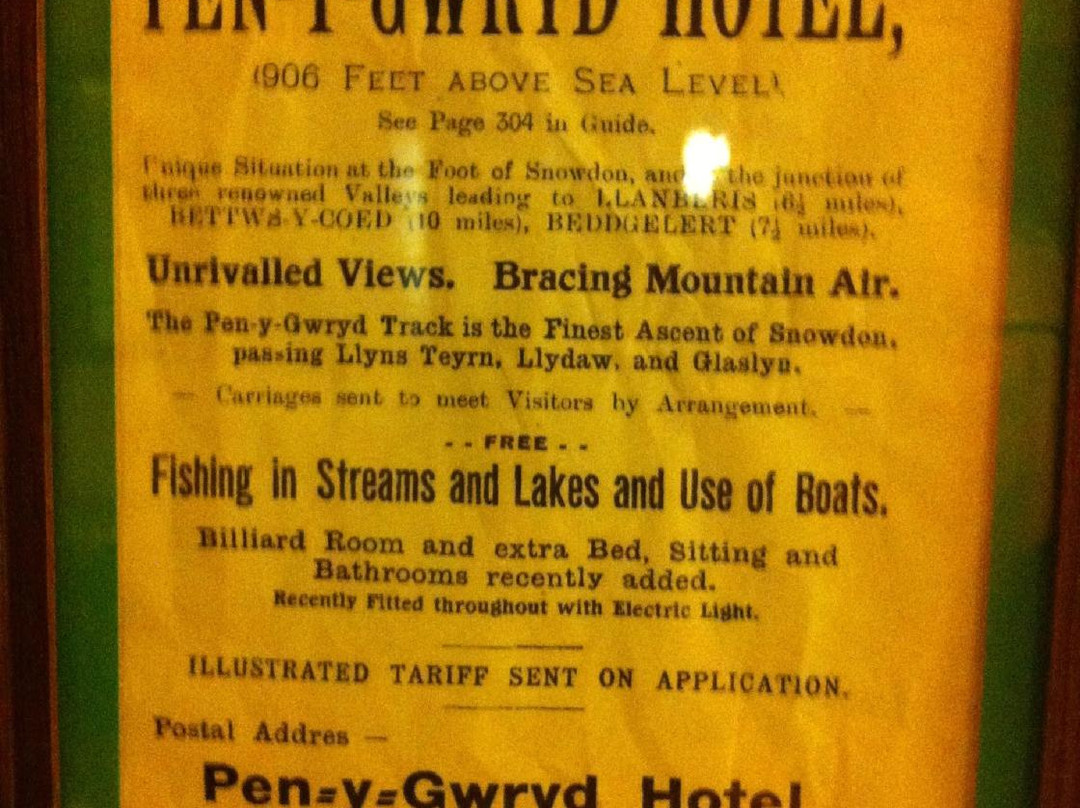 PEN-Y-GWRYD HOTEL,
(906 FEET ABOVE SEA LEVEL)
See Page 304 in Guide.
Unique Situation at the Foot of Snowdon, and the junction of
three renowned Valleys leading to LLANBERIS (6½ miles),
BETTWS-Y-COED (10 miles), BEDDGELERT (7½ miles).
Unrivalled Views. Bracing Mountain Air.
The Pen-y-Gwryd Track is the Finest Ascent of Snowdon,
passing Llyns Teyrn, Llydaw, and Glaslyn.
— Carriages sent to meet Visitors by Arrangement. —
- - FREE - -
Fishing in Streams and Lakes and Use of Boats.
Billiard Room and extra Bed, Sitting and
Bathrooms recently added.
Recently Fitted throughout with Electric Light.
ILLUSTRATED TARIFF SENT ON APPLICATION.
Postal Addres —
Pen=y=Gwryd Hotel